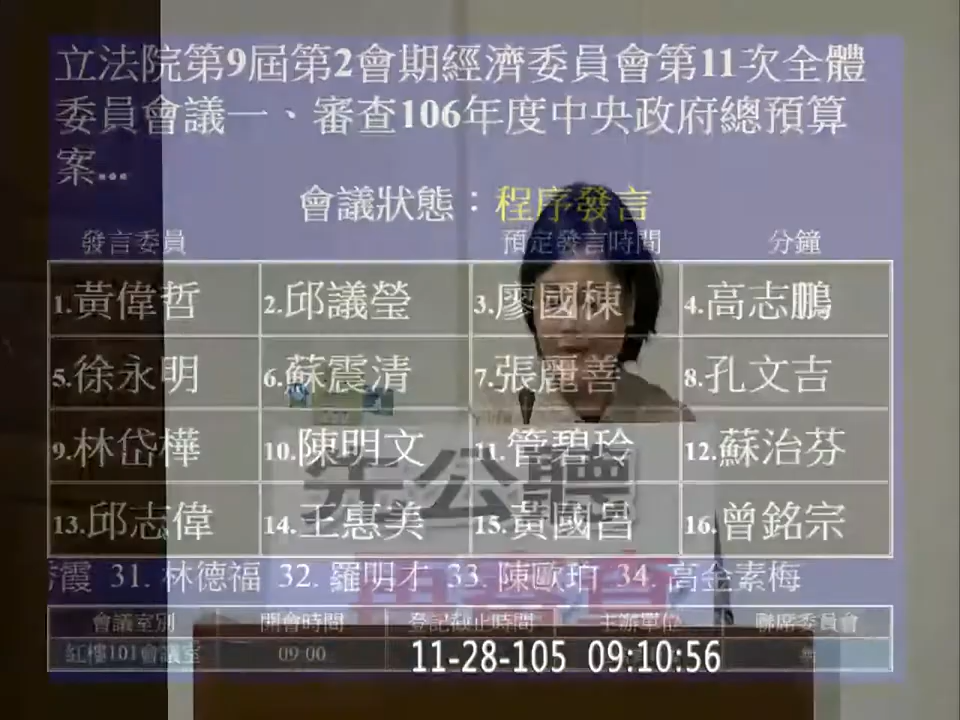 立法院第9屆第2會期經濟委員會第11次全體
委員會議一、審查106年度中央政府總預算
案...
會議狀態：程序發言
發言委員 預定發言時間 分鐘
1.黃偉哲 2.邱議瑩 3.廖國棟 4.高志鵬
5.徐永明 6.蘇震清 7.張麗善 8.孔文吉
9.林岱樺 10.陳明文 11.管碧玲 12.蘇治芬
13.邱志偉 14.王惠美 15.黃國昌 16.曾銘宗
霞 31. 林德福 32. 羅明才 33. 陳歐珀 34. 高金素梅
先公聽
再審查
會議室別 開會時間 登記截止時間 主辦單位 聯席委員會
紅樓101會議室 09:00 11-28-105 09:10:56 無